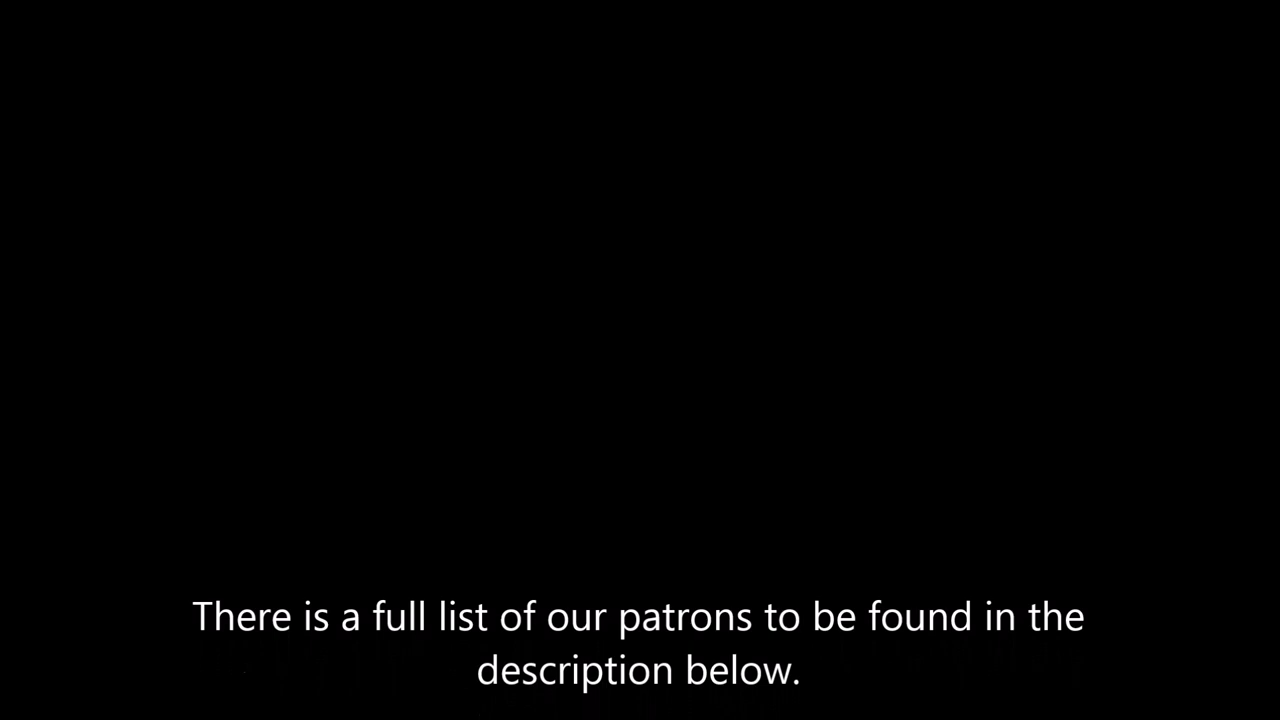 There is a full list of our patrons to be found in the
description below.